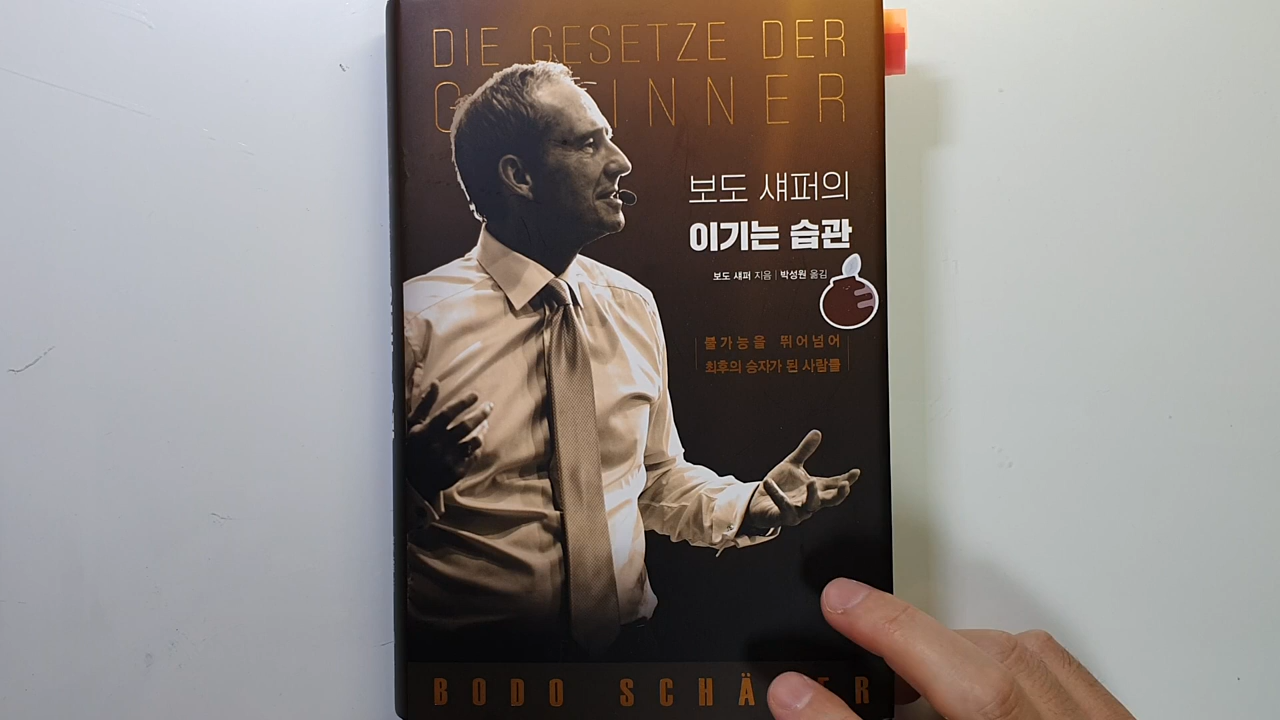 DIE GESETZE DER
G INNER
보도 섀퍼의
이기는 습관
보도 섀퍼 지음 | 박성원 옮김
불가능을 뛰어넘어
최후의 승자가 된 사람들
BODO SCHÄ ER